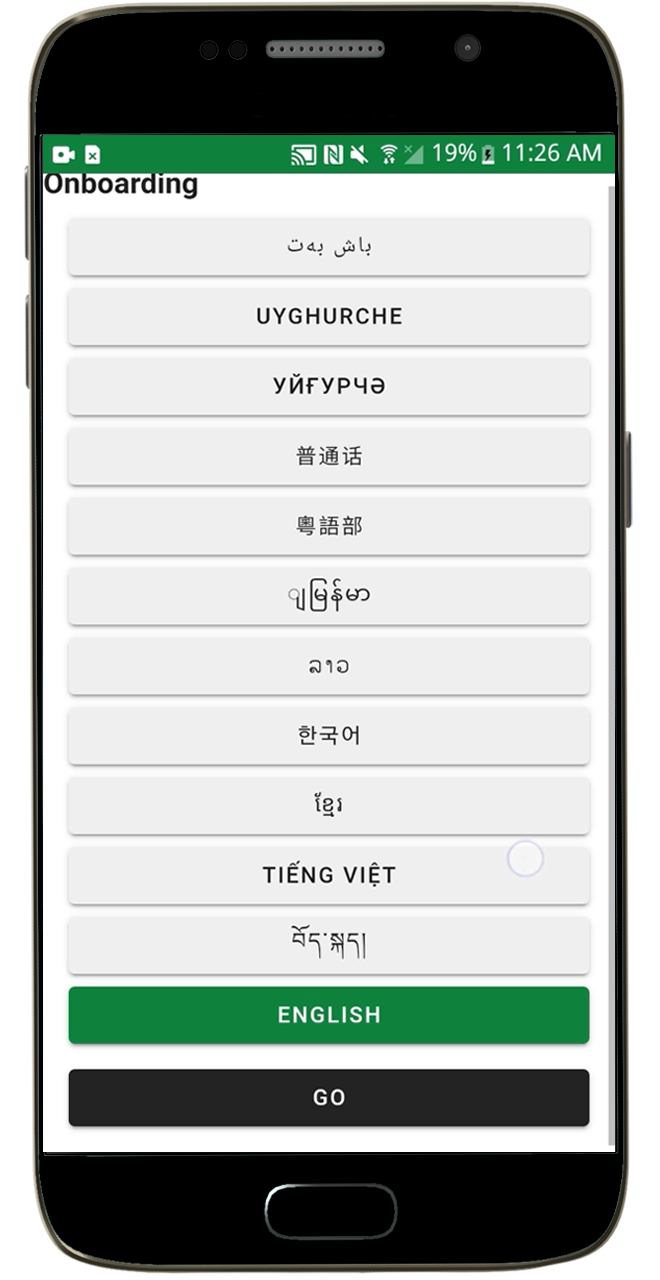 19% 11:26 AM
Onboarding
باش بەت
UYGHURCHE
УЙҒУРЧӘ
普通话
粵語部
ျမြန်မာ
ລາວ
한국어
ខ្មែរ
TIẾNG VIỆT
བོད་སྐད།
ENGLISH
GO